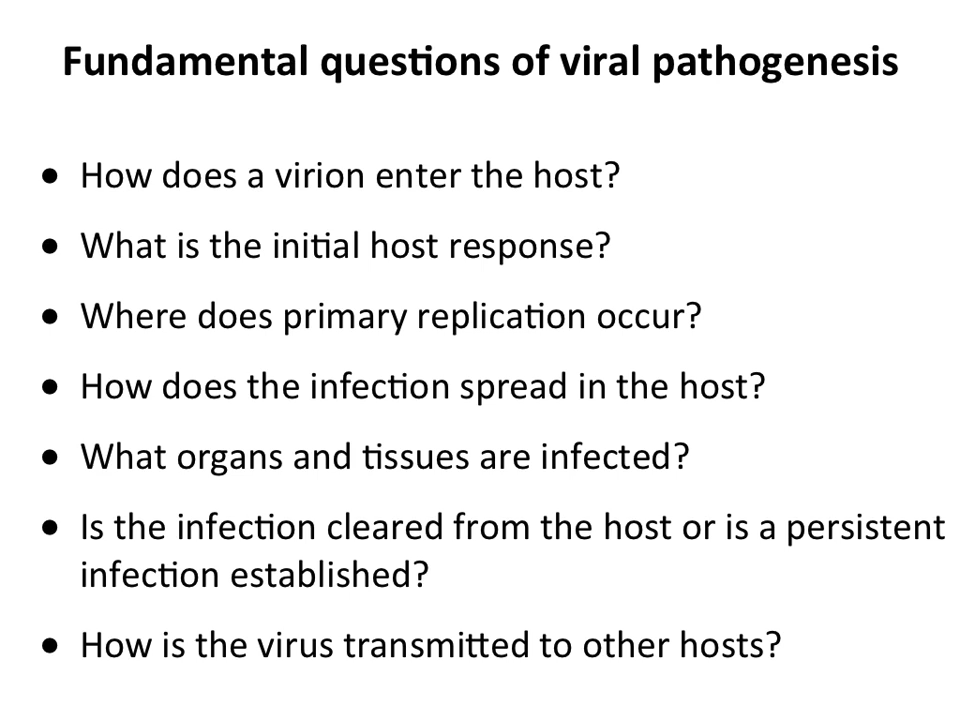 Fundamental questions of viral pathogenesis
• How does a virion enter the host?
• What is the initial host response?
• Where does primary replication occur?
• How does the infection spread in the host?
• What organs and tissues are infected?
• Is the infection cleared from the host or is a persistent
infection established?
• How is the virus transmitted to other hosts?